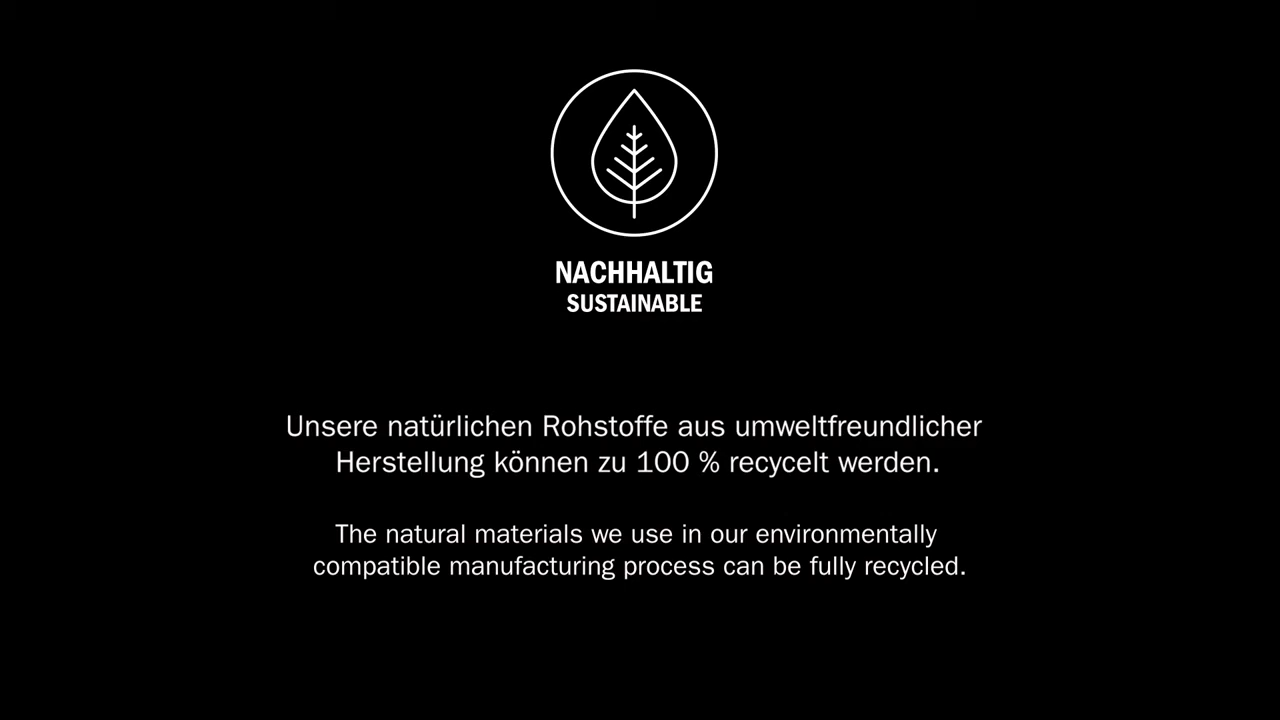 NACHHALTIG
SUSTAINABLE
Unsere natürlichen Rohstoffe aus umweltfreundlicher
Herstellung können zu 100 % recycelt werden.
The natural materials we use in our environmentally
compatible manufacturing process can be fully recycled.